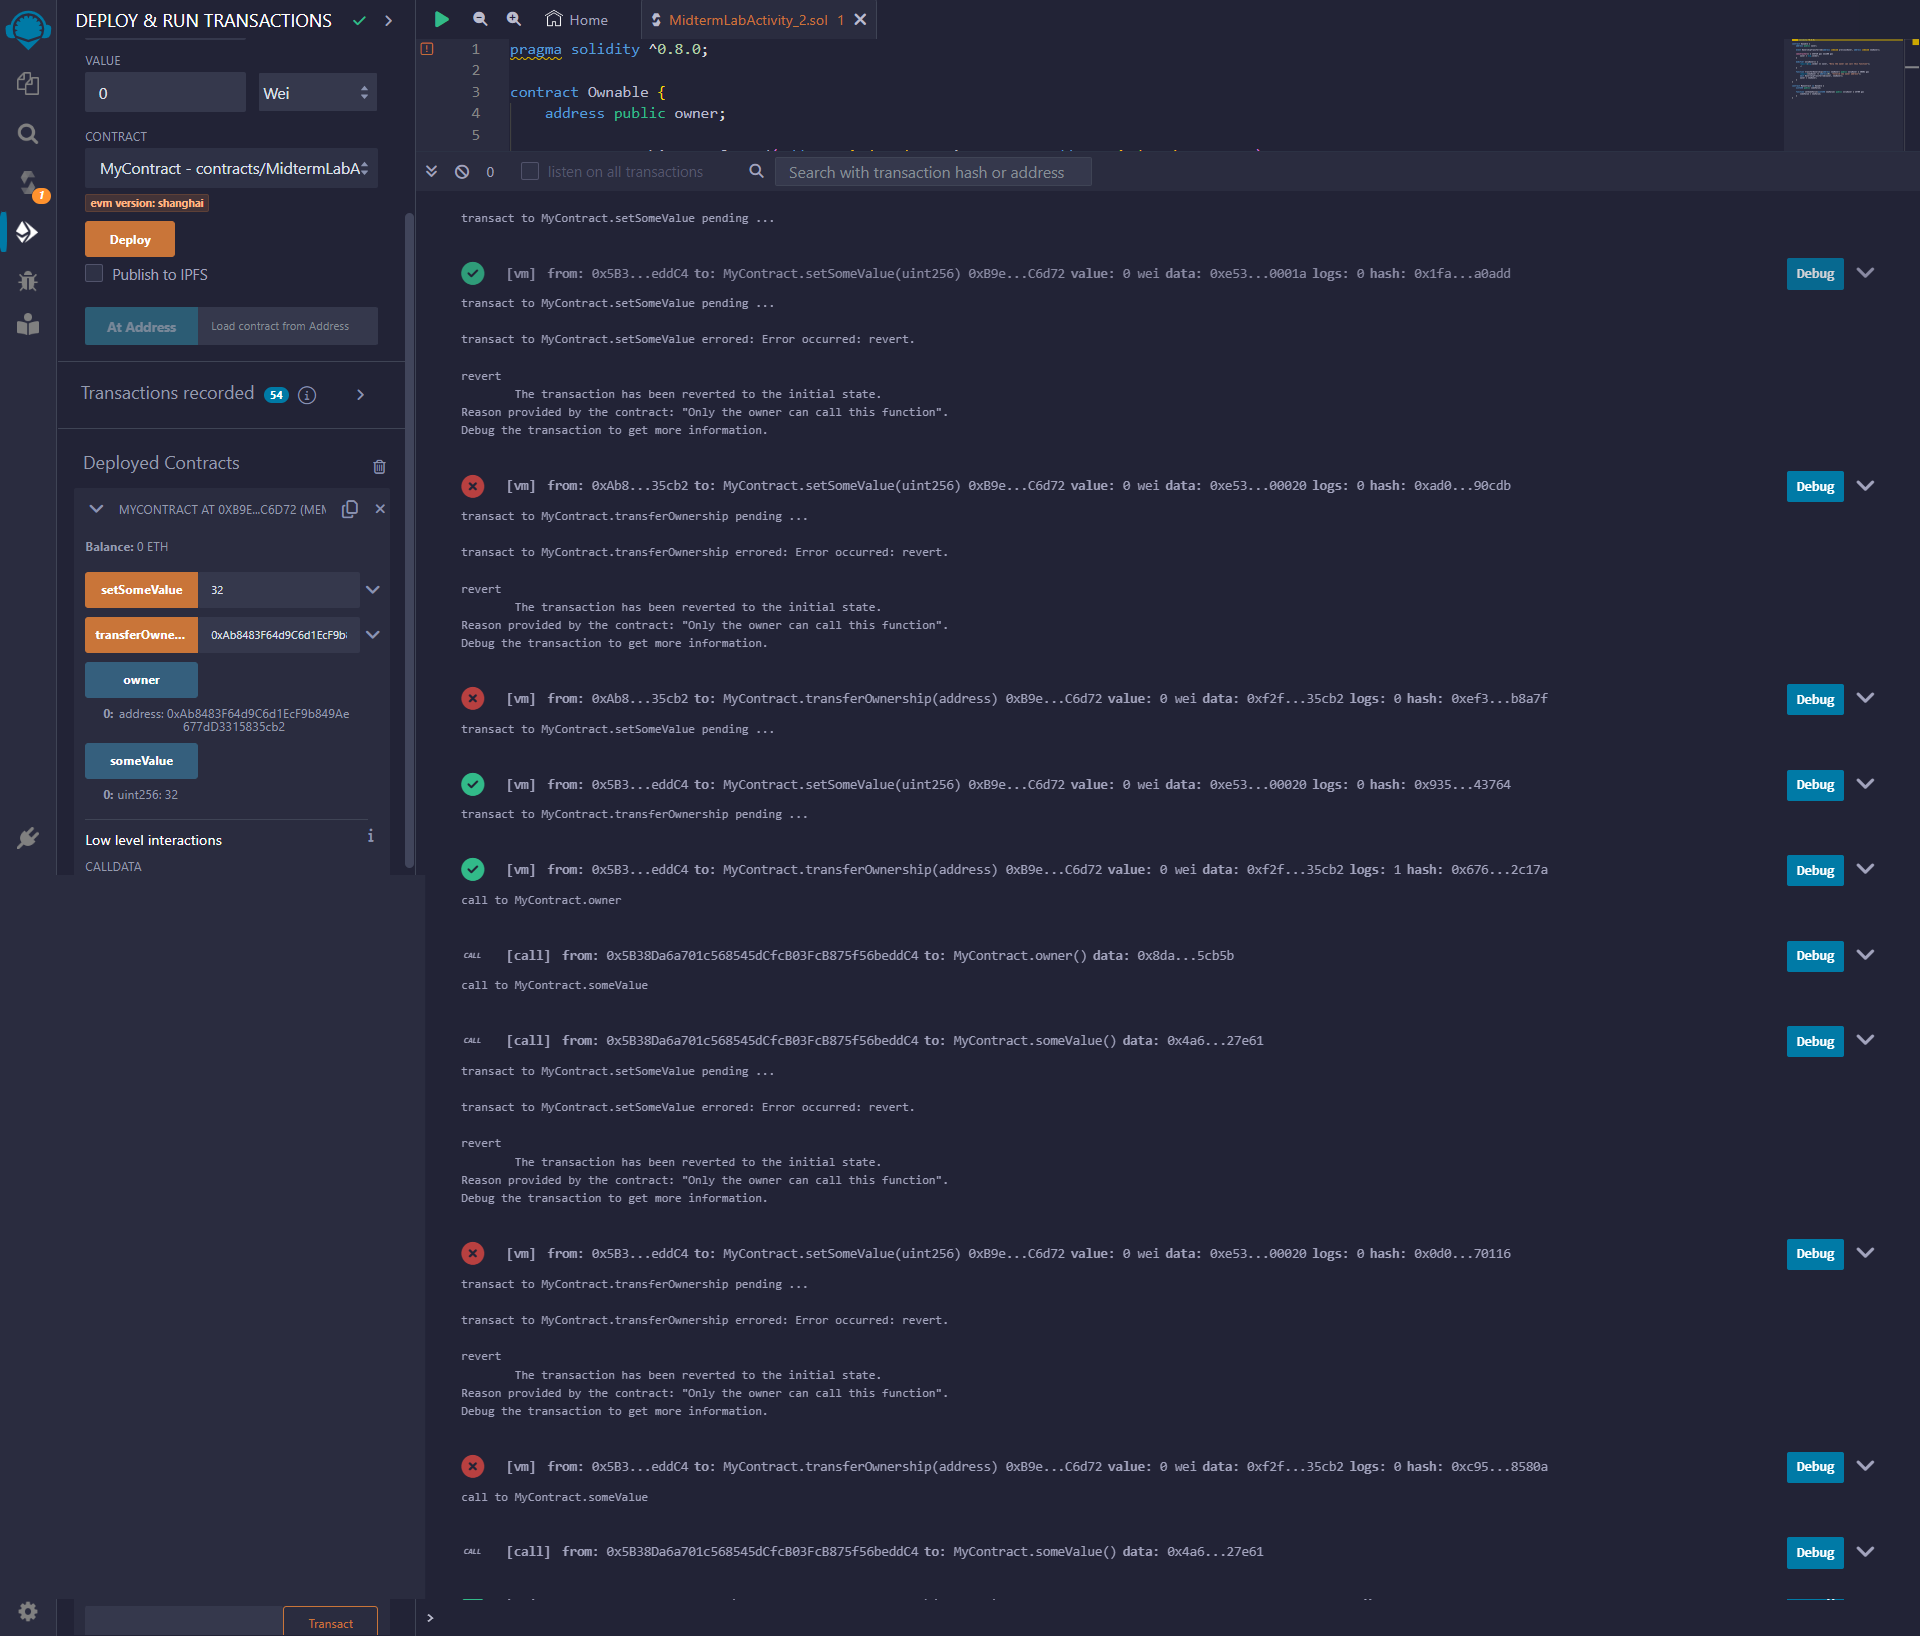 DEPLOY & RUN TRANSACTIONS
VALUE
0
Wei
CONTRACT
MyContract - contracts/MidtermLabA
evm version: shanghai
Deploy
Publish to IPFS
At Address
Load contract from Address
Transactions recorded 54 i
Deployed Contracts
MYCONTRACT AT 0XB9E...C6D72 (MEM
Balance: 0 ETH
setSomeValue
32
transferOwne...
0xAb8483F64d9C6d1EcF9b
owner
0: address: 0xAb8483F64d9C6d1EcF9b849Ae
677dD3315835cb2
someValue
0: uint256: 32
Low level interactions
i
CALLDATA
Transact
1
Home
MidtermLabActivity_2.sol 1
1 pragma solidity ^0.8.0;
2
3 contract Ownable {
4 address public owner;
5
0
listen on all transactions
Search with transaction hash or address
transact to MyContract.setSomeValue pending ...
[vm] from: 0x5B3...eddC4 to: MyContract.setSomeValue(uint256) 0xB9e...C6d72 value: 0 wei data: 0xe53...0001a logs: 0 hash: 0x1fa...a0add
Debug
transact to MyContract.setSomeValue pending ...
transact to MyContract.setSomeValue errored: Error occurred: revert.
revert
The transaction has been reverted to the initial state.
Reason provided by the contract: "Only the owner can call this function".
Debug the transaction to get more information.
[vm] from: 0xAb8...35cb2 to: MyContract.setSomeValue(uint256) 0xB9e...C6d72 value: 0 wei data: 0xe53...00020 logs: 0 hash: 0xad0...90cdb
Debug
transact to MyContract.transferOwnership pending ...
transact to MyContract.transferOwnership errored: Error occurred: revert.
revert
The transaction has been reverted to the initial state.
Reason provided by the contract: "Only the owner can call this function".
Debug the transaction to get more information.
[vm] from: 0xAb8...35cb2 to: MyContract.transferOwnership(address) 0xB9e...C6d72 value: 0 wei data: 0xf2f...35cb2 logs: 0 hash: 0xef3...b8a7f
Debug
transact to MyContract.setSomeValue pending ...
[vm] from: 0x5B3...eddC4 to: MyContract.setSomeValue(uint256) 0xB9e...C6d72 value: 0 wei data: 0xe53...00020 logs: 0 hash: 0x935...43764
Debug
transact to MyContract.transferOwnership pending ...
[vm] from: 0x5B3...eddC4 to: MyContract.transferOwnership(address) 0xB9e...C6d72 value: 0 wei data: 0xf2f...35cb2 logs: 1 hash: 0x676...2c17a
Debug
call to MyContract.owner
CALL [call] from: 0x5B38Da6a701c568545dCfcB03FcB875f56beddC4 to: MyContract.owner() data: 0x8da...5cb5b
Debug
call to MyContract.someValue
CALL [call] from: 0x5B38Da6a701c568545dCfcB03FcB875f56beddC4 to: MyContract.someValue() data: 0x4a6...27e61
Debug
transact to MyContract.setSomeValue pending ...
transact to MyContract.setSomeValue errored: Error occurred: revert.
revert
The transaction has been reverted to the initial state.
Reason provided by the contract: "Only the owner can call this function".
Debug the transaction to get more information.
[vm] from: 0x5B3...eddC4 to: MyContract.setSomeValue(uint256) 0xB9e...C6d72 value: 0 wei data: 0xe53...00020 logs: 0 hash: 0x0d0...70116
Debug
transact to MyContract.transferOwnership pending ...
transact to MyContract.transferOwnership errored: Error occurred: revert.
revert
The transaction has been reverted to the initial state.
Reason provided by the contract: "Only the owner can call this function".
Debug the transaction to get more information.
[vm] from: 0x5B3...eddC4 to: MyContract.transferOwnership(address) 0xB9e...C6d72 value: 0 wei data: 0xf2f...35cb2 logs: 0 hash: 0xc95...8580a
Debug
call to MyContract.someValue
CALL [call] from: 0x5B38Da6a701c568545dCfcB03FcB875f56beddC4 to: MyContract.someValue() data: 0x4a6...27e61
Debug
>